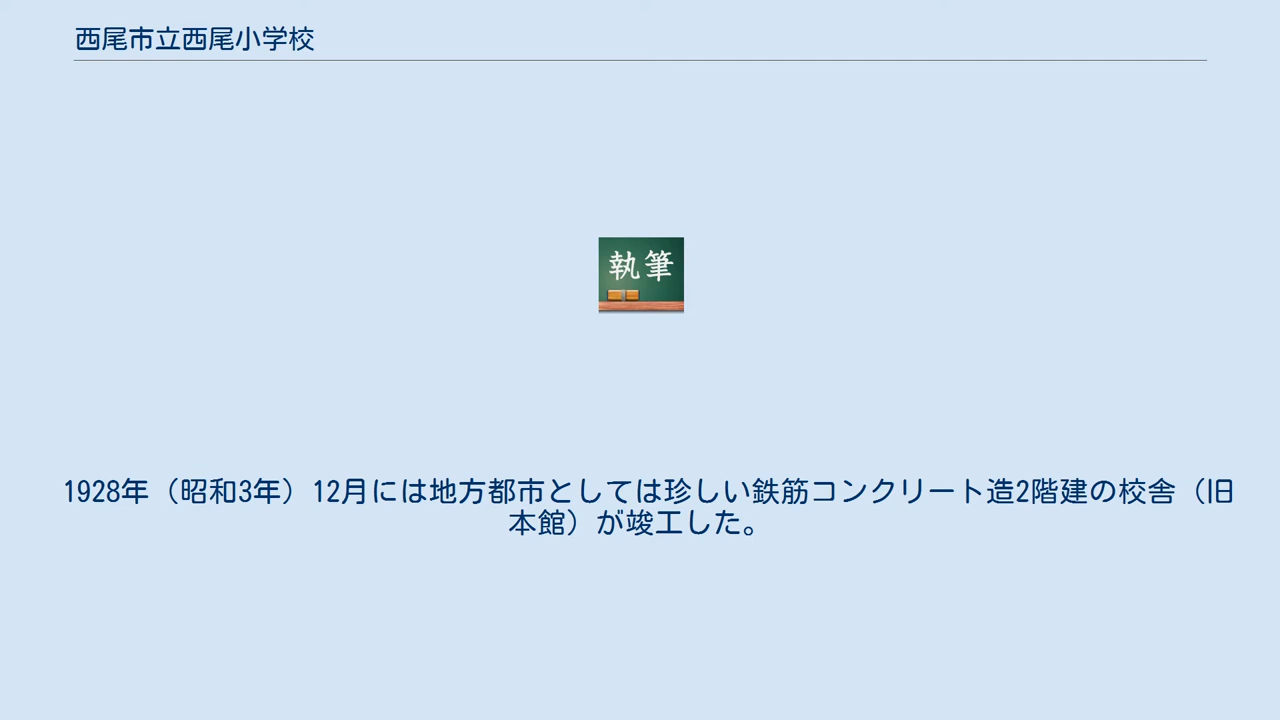 西尾市立西尾小学校
執筆
1928年（昭和3年）12月には地方都市としては珍しい鉄筋コンクリート造2階建の校舎（旧
本館）が竣工した。